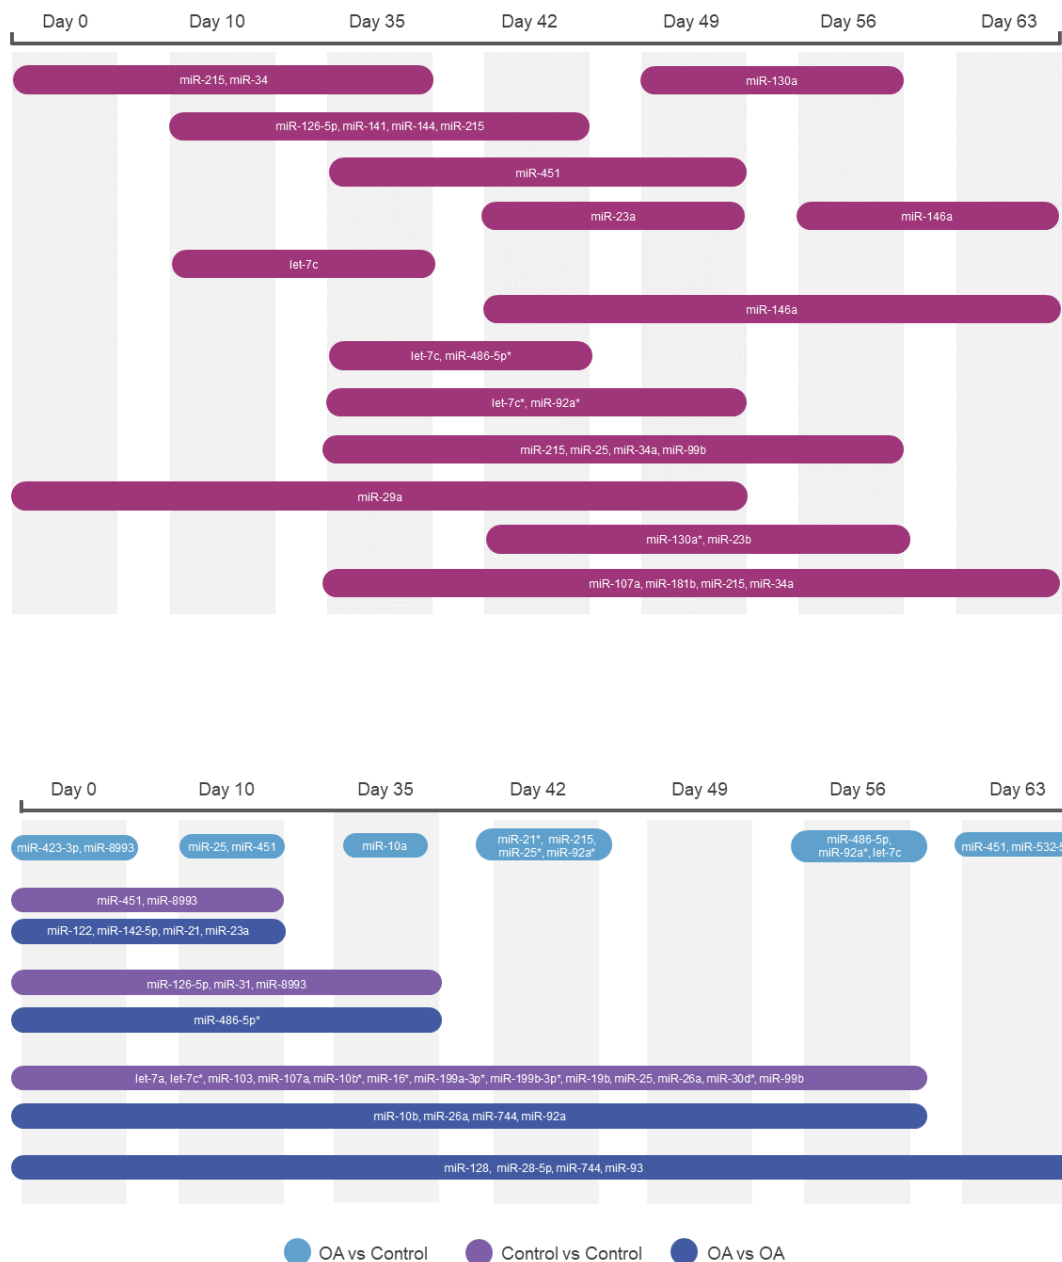 Day 0 Day 10 Day 35 Day 42 Day 49 Day 56 Day 63
miR-215, miR-34 miR-130a
miR-126-5p, miR-141, miR-144, miR-215
miR-451
miR-23a miR-146a
let-7c
miR-146a
let-7c, miR-486-5p*
let-7c*, miR-92a*
miR-215, miR-25, miR-34a, miR-99b
miR-29a
miR-130a*, miR-23b
miR-107a, miR-181b, miR-215, miR-34a
Day 0 Day 10 Day 35 Day 42 Day 49 Day 56 Day 63
miR-423-3p, miR-8993
miR-25, miR-451
miR-10a
miR-21*, miR-215,
miR-25*, miR-92a*
miR-486-5p,
miR-92a*, let-7c
miR-451, miR-532-5
miR-451, miR-8993
miR-122, miR-142-5p, miR-21, miR-23a
miR-126-5p, miR-31, miR-8993
miR-486-5p*
let-7a, let-7c*, miR-103, miR-107a, miR-10b*, miR-16*, miR-199a-3p*, miR-199b-3p*, miR-19b, miR-25, miR-26a, miR-30d*, miR-99b
miR-10b, miR-26a, miR-744, miR-92a
miR-128, miR-28-5p, miR-744, miR-93
OA vs Control Control vs Control OA vs OA